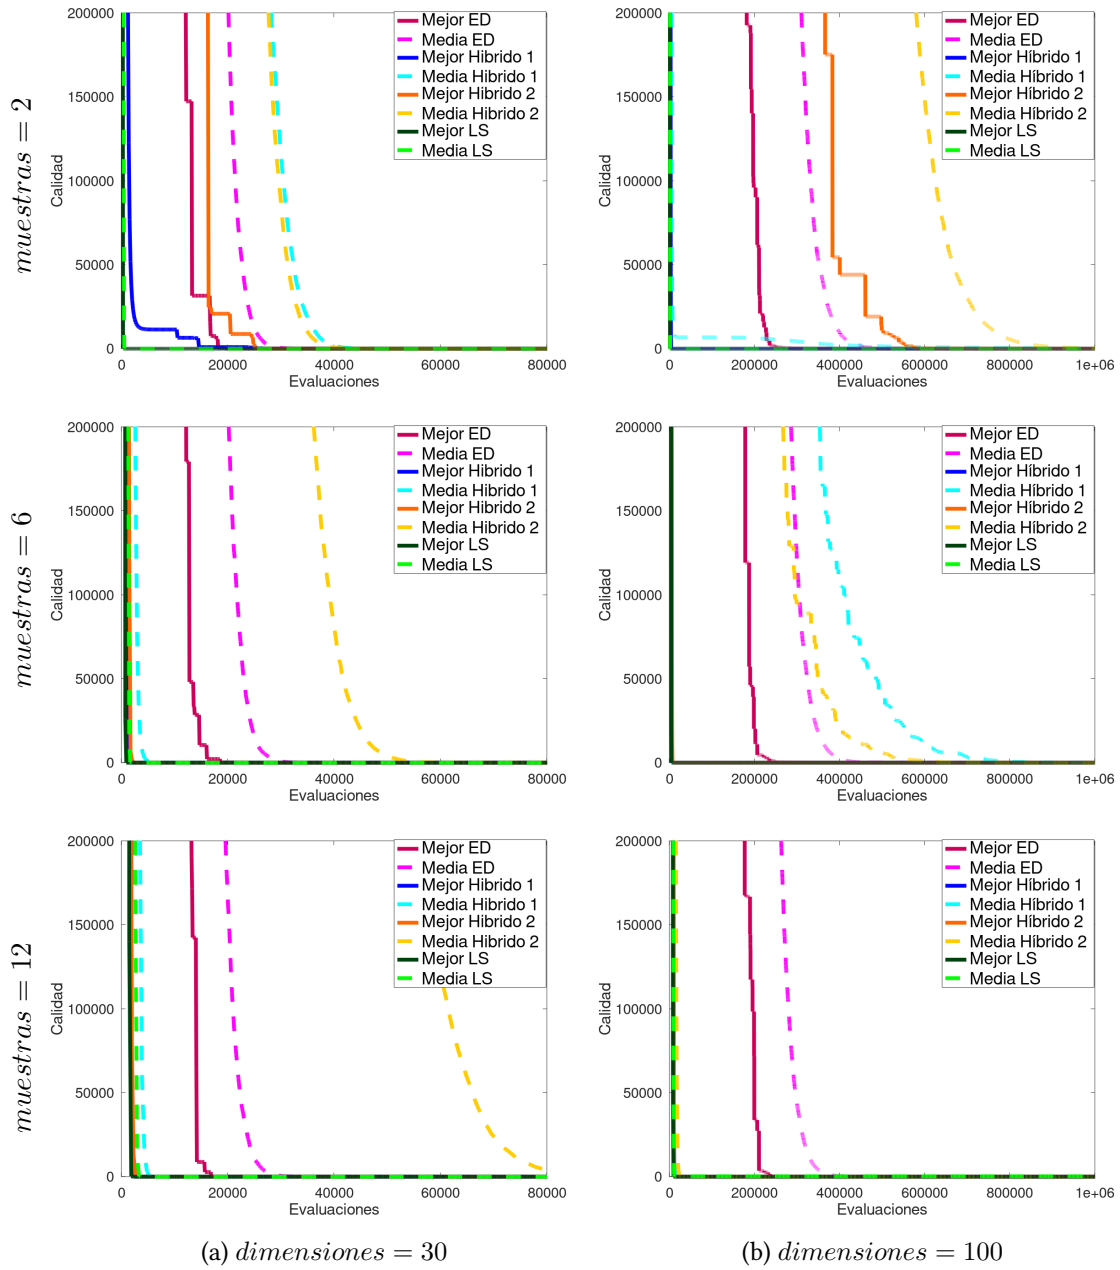 muestras = 2
200000
150000
100000
50000
0
Calidad
0 20000 40000 60000 80000
Evaluaciones
Mejor ED
Media ED
Mejor Hibrido 1
Media Hibrido 1
Mejor Hibrido 2
Media Hibrido 2
Mejor LS
Media LS
200000
150000
100000
50000
0
Calidad
0 200000 400000 600000 800000 1e+06
Evaluaciones
Mejor ED
Media ED
Mejor Híbrido 1
Media Híbrido 1
Mejor Híbrido 2
Media Híbrido 2
Mejor LS
Media LS
muestras = 6
200000
150000
100000
50000
0
Calidad
0 20000 40000 60000 80000
Evaluaciones
Mejor ED
Media ED
Mejor Hibrido 1
Media Hibrido 1
Mejor Hibrido 2
Media Hibrido 2
Mejor LS
Media LS
200000
150000
100000
50000
0
Calidad
0 200000 400000 600000 800000 1e+06
Evaluaciones
Mejor ED
Media ED
Mejor Híbrido 1
Media Híbrido 1
Mejor Híbrido 2
Media Híbrido 2
Mejor LS
Media LS
muestras = 12
200000
150000
100000
50000
0
Calidad
0 20000 40000 60000 80000
Evaluaciones
Mejor ED
Media ED
Mejor Hibrido 1
Media Hibrido 1
Mejor Hibrido 2
Media Hibrido 2
Mejor LS
Media LS
200000
150000
100000
50000
0
Calidad
0 200000 400000 600000 800000 1e+06
Evaluaciones
Mejor ED
Media ED
Mejor Híbrido 1
Media Híbrido 1
Mejor Híbrido 2
Media Híbrido 2
Mejor LS
Media LS
(a) dimensiones = 30
(b) dimensiones = 100